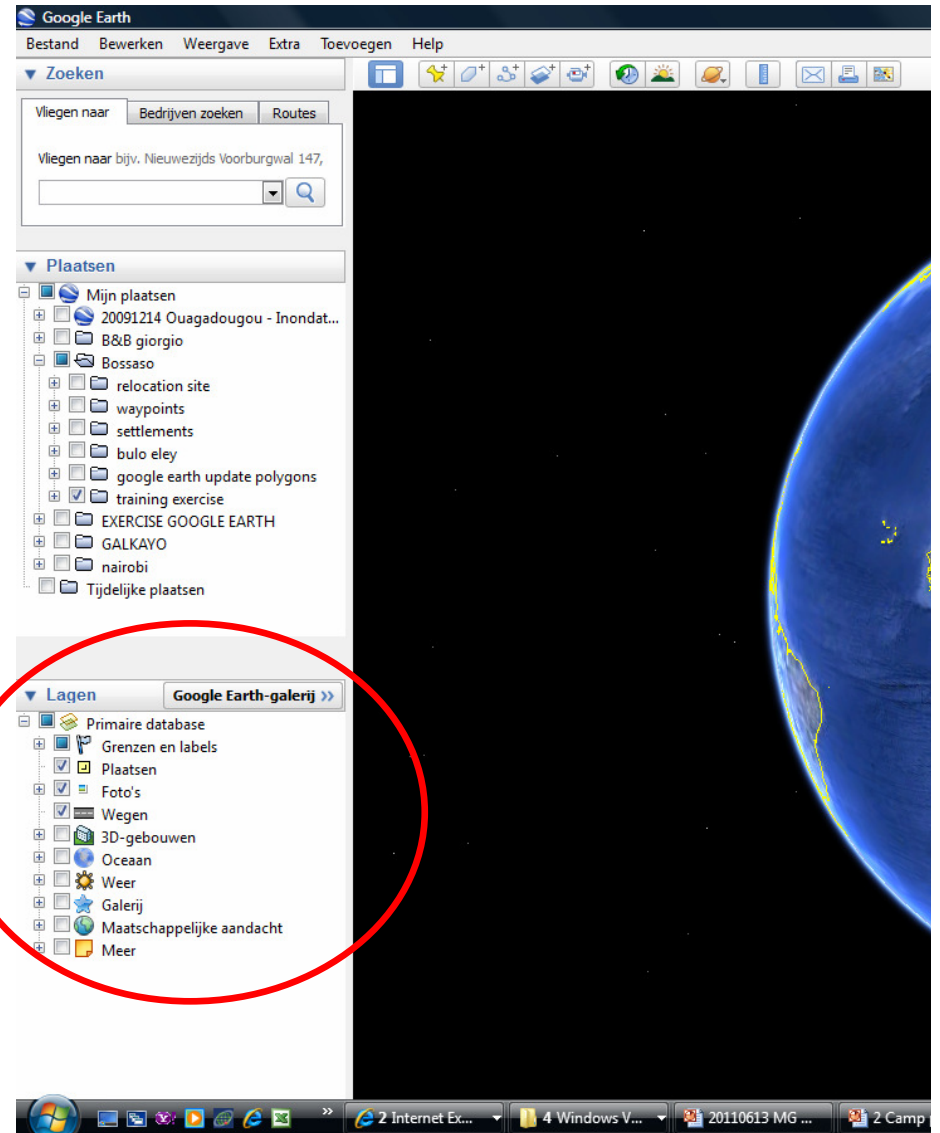 Google Earth
Bestand Bewerken Weergave Extra Toevoegen Help
Zoeken
Vliegen naar Bedrijven zoeken Routes
Vliegen naar bijv. Nieuwezijds Voorburgwal 147,
Plaatsen
Mijn plaatsen
20091214 Ouagadougou - Inondat...
B&B giorgio
Bossaso
relocation site
waypoints
settlements
bulo eley
google earth update polygons
training exercise
EXERCISE GOOGLE EARTH
GALKAYO
nairobi
Tijdelijke plaatsen
Lagen Google Earth-galerij >>
Primaire database
Grenzen en labels
Plaatsen
Foto's
Wegen
3D-gebouwen
Oceaan
Weer
Galerij
Maatschappelijke aandacht
Meer
2 Internet Ex... 4 Windows V... 20110613 MG ... 2 Camp